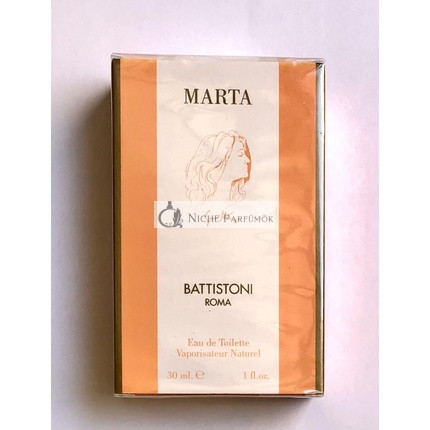 MARTA
NICHE PARFÜMÖK
BATTISTONI
ROMA
Eau de Toilette
Vaporisateur Naturel
30 ml. ℮ 1 fl.oz.